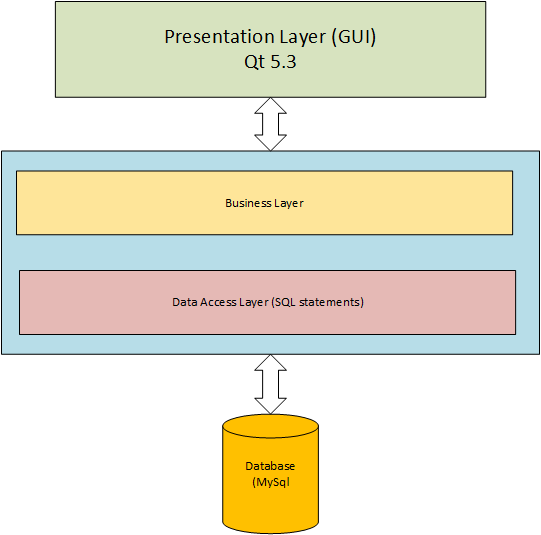 Presentation Layer (GUI)
Qt 5.3
Business Layer
Data Access Layer (SQL statements)
Database
(MySql